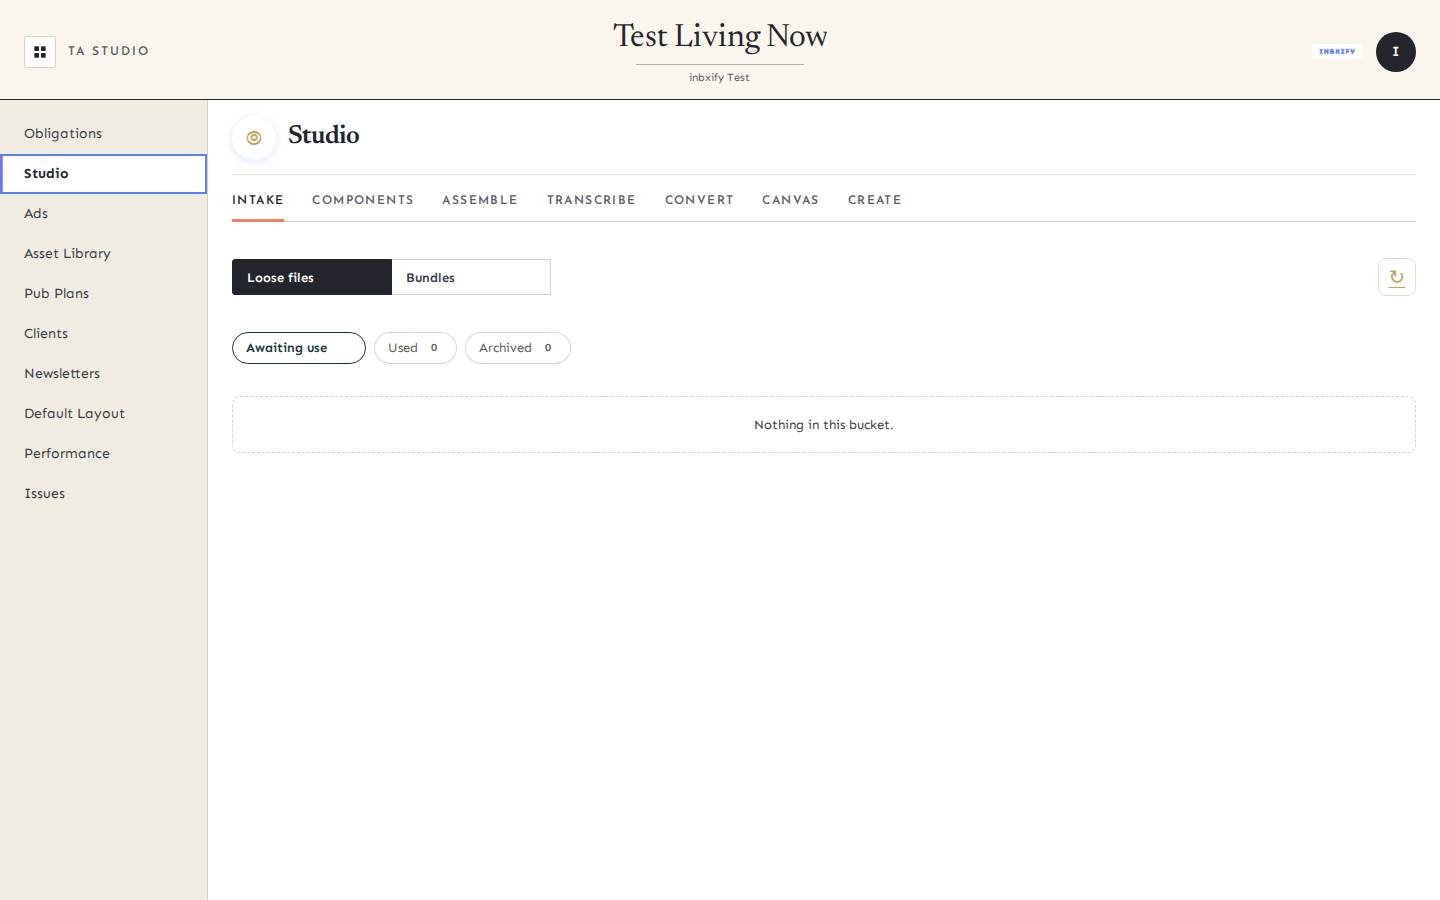 TA STUDIO
Test Living Now
inbxify Test
INBXIFY
I
Obligations
Studio
Ads
Asset Library
Pub Plans
Clients
Newsletters
Default Layout
Performance
Issues
Studio
INTAKE COMPONENTS ASSEMBLE TRANSCRIBE CONVERT CANVAS CREATE
Loose files Bundles
Awaiting use Used 0 Archived 0
Nothing in this bucket.